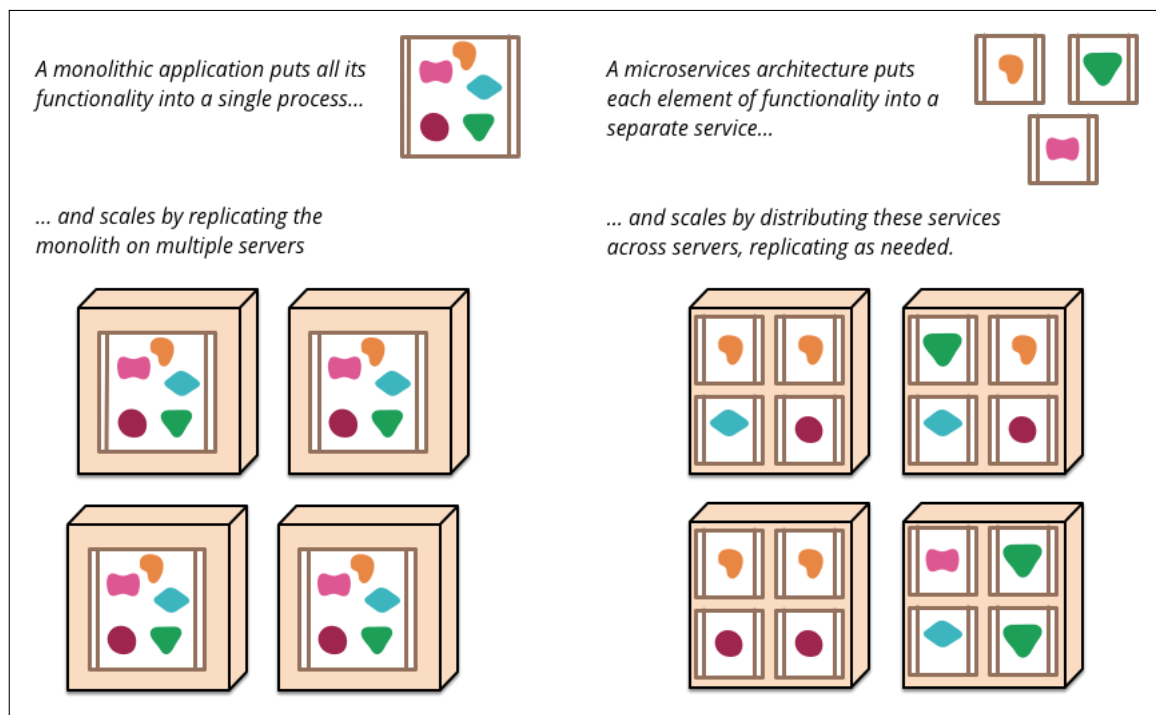 A monolithic application puts all its
functionality into a single process...
... and scales by replicating the
monolith on multiple servers
A microservices architecture puts
each element of functionality into a
separate service...
... and scales by distributing these services
across servers, replicating as needed.